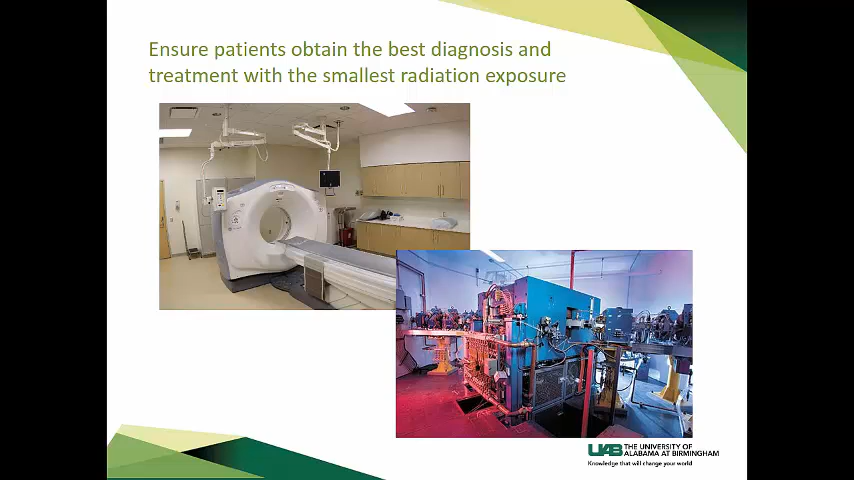 Ensure patients obtain the best diagnosis and
treatment with the smallest radiation exposure
UAB THE UNIVERSITY OF
ALABAMA AT BIRMINGHAM
Knowledge that will change your world